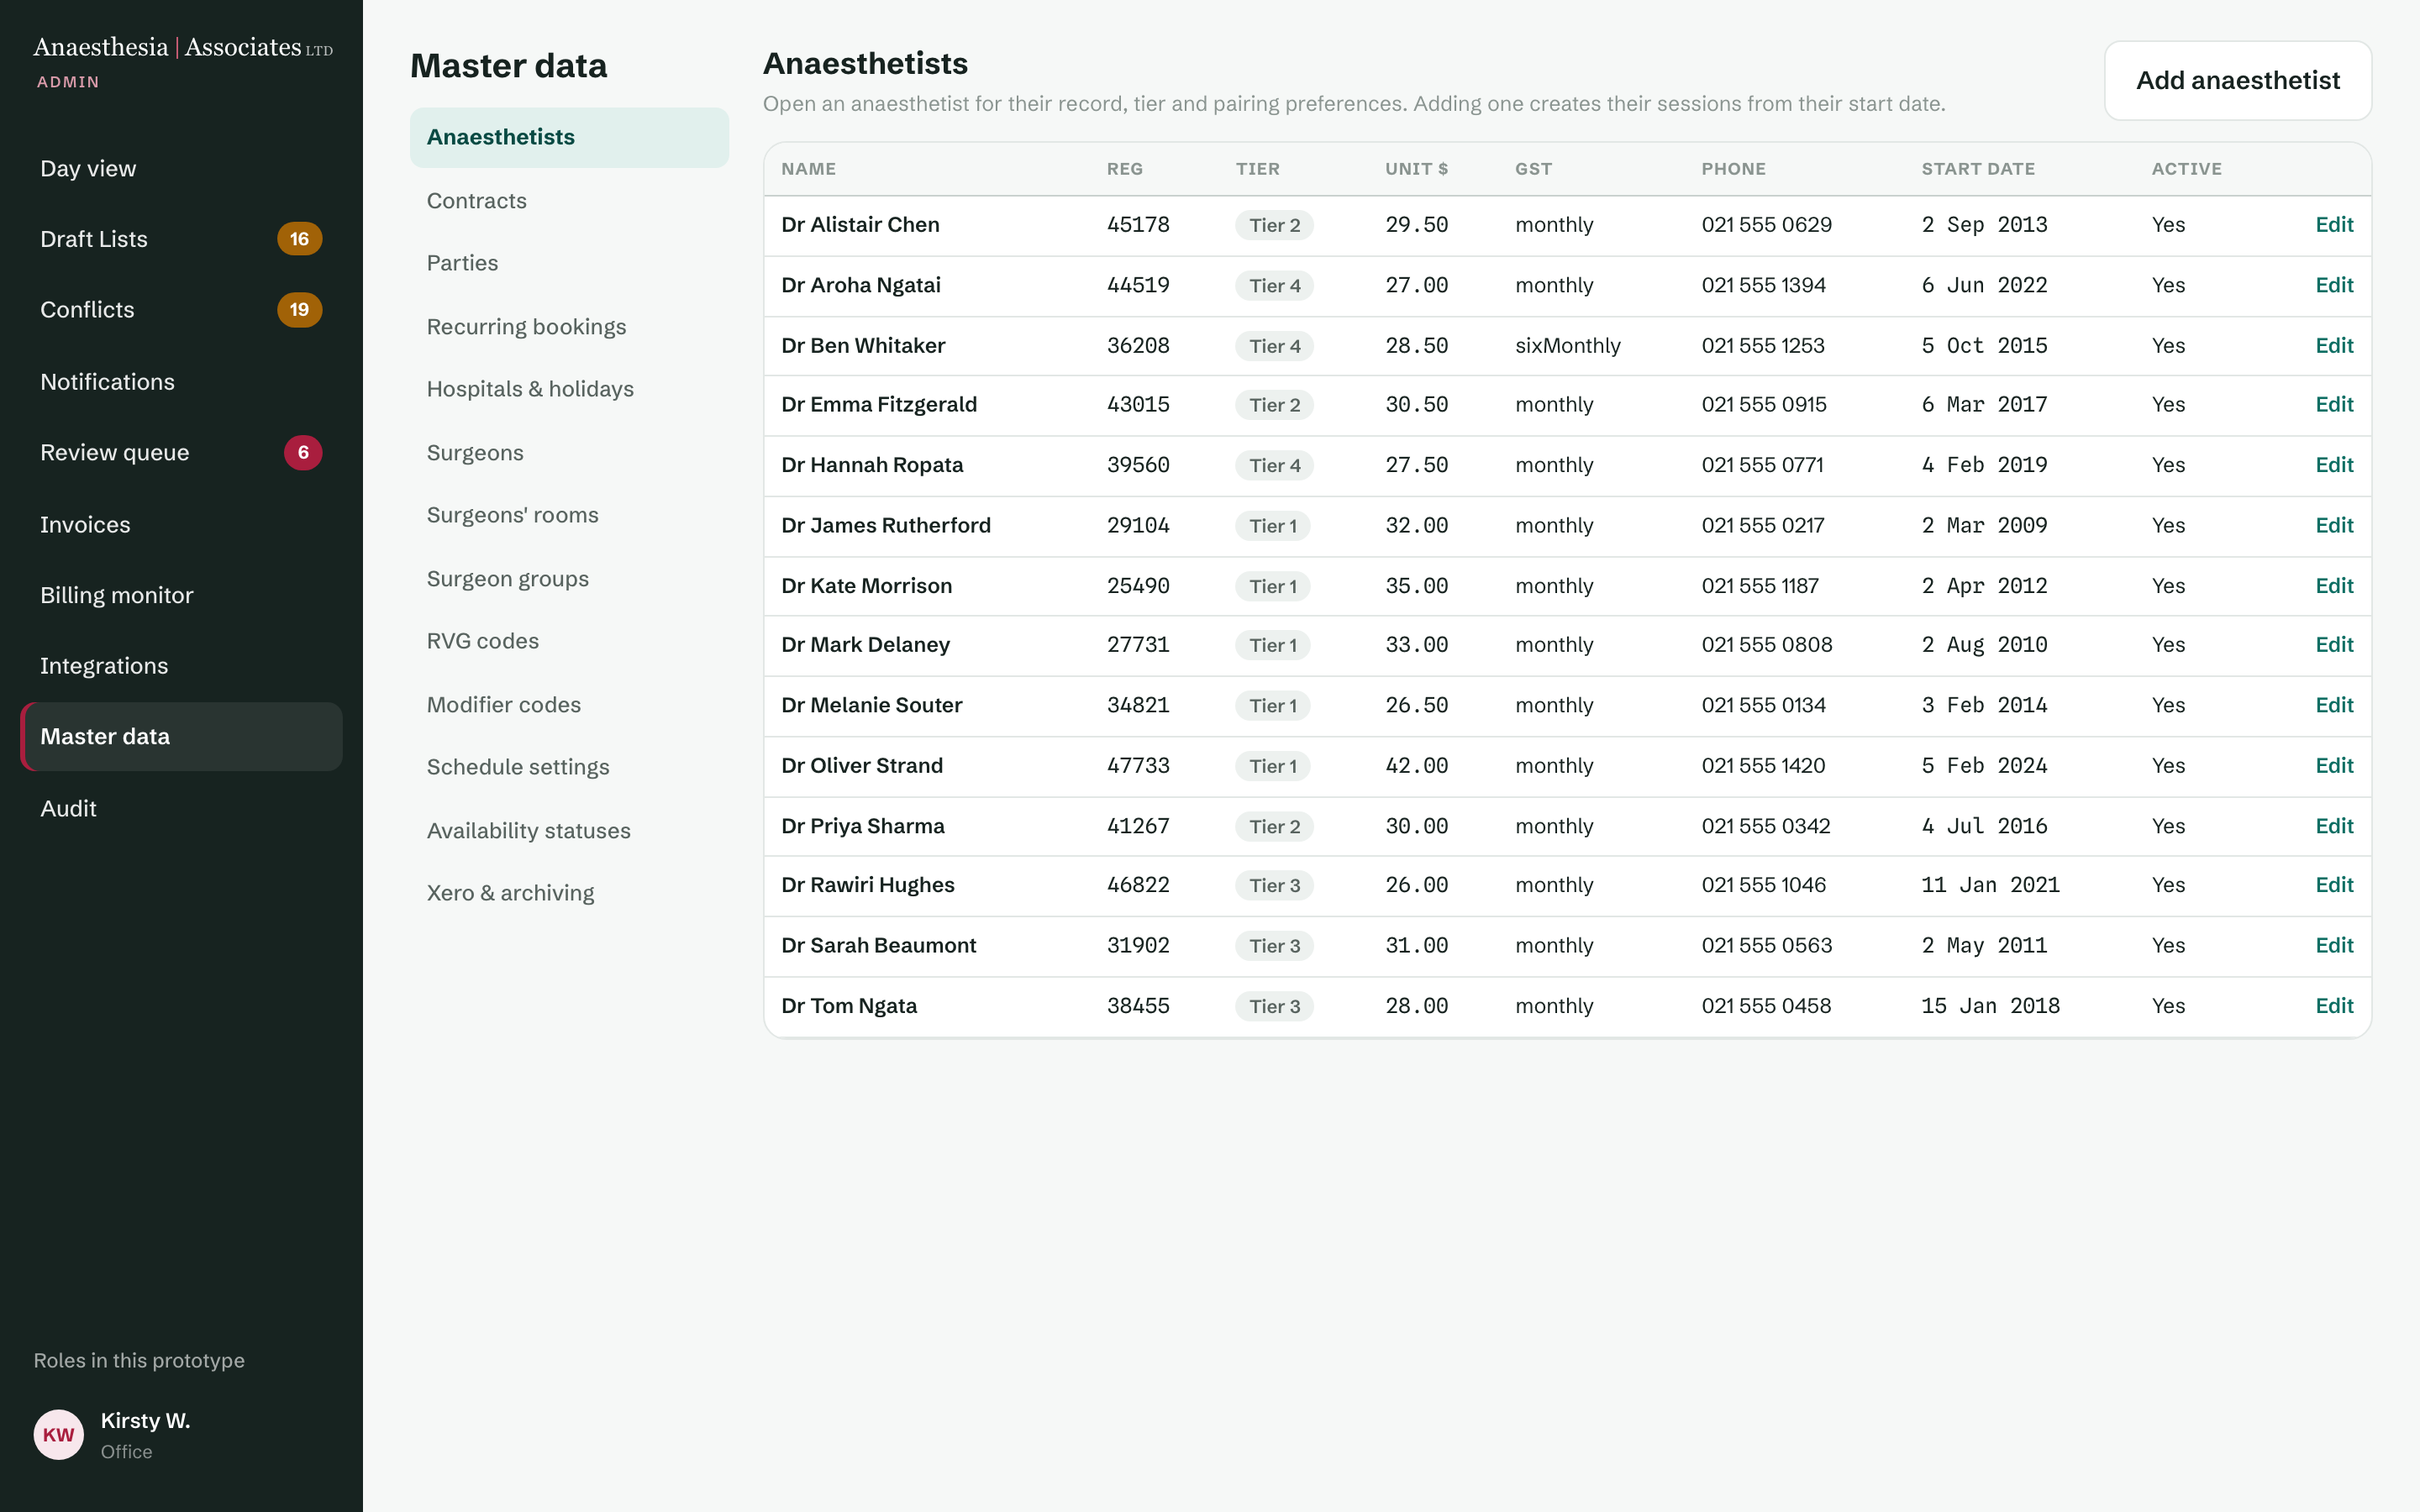 Anaesthesia | Associates LTD
ADMIN
Day view
Draft Lists 16
Conflicts 19
Notifications
Review queue 6
Invoices
Billing monitor
Integrations
Master data
Audit
Roles in this prototype
KW
Kirsty W.
Office
Master data
Anaesthetists
Contracts
Parties
Recurring bookings
Hospitals & holidays
Surgeons
Surgeons' rooms
Surgeon groups
RVG codes
Modifier codes
Schedule settings
Availability statuses
Xero & archiving
Anaesthetists
Open an anaesthetist for their record, tier and pairing preferences. Adding one creates their sessions from their start date.
Add anaesthetist
NAME REG TIER UNIT $ GST PHONE START DATE ACTIVE
Dr Alistair Chen 45178 Tier 2 29.50 monthly 021 555 0629 2 Sep 2013 Yes Edit
Dr Aroha Ngatai 44519 Tier 4 27.00 monthly 021 555 1394 6 Jun 2022 Yes Edit
Dr Ben Whitaker 36208 Tier 4 28.50 sixMonthly 021 555 1253 5 Oct 2015 Yes Edit
Dr Emma Fitzgerald 43015 Tier 2 30.50 monthly 021 555 0915 6 Mar 2017 Yes Edit
Dr Hannah Ropata 39560 Tier 4 27.50 monthly 021 555 0771 4 Feb 2019 Yes Edit
Dr James Rutherford 29104 Tier 1 32.00 monthly 021 555 0217 2 Mar 2009 Yes Edit
Dr Kate Morrison 25490 Tier 1 35.00 monthly 021 555 1187 2 Apr 2012 Yes Edit
Dr Mark Delaney 27731 Tier 1 33.00 monthly 021 555 0808 2 Aug 2010 Yes Edit
Dr Melanie Souter 34821 Tier 1 26.50 monthly 021 555 0134 3 Feb 2014 Yes Edit
Dr Oliver Strand 47733 Tier 1 42.00 monthly 021 555 1420 5 Feb 2024 Yes Edit
Dr Priya Sharma 41267 Tier 2 30.00 monthly 021 555 0342 4 Jul 2016 Yes Edit
Dr Rawiri Hughes 46822 Tier 3 26.00 monthly 021 555 1046 11 Jan 2021 Yes Edit
Dr Sarah Beaumont 31902 Tier 3 31.00 monthly 021 555 0563 2 May 2011 Yes Edit
Dr Tom Ngata 38455 Tier 3 28.00 monthly 021 555 0458 15 Jan 2018 Yes Edit